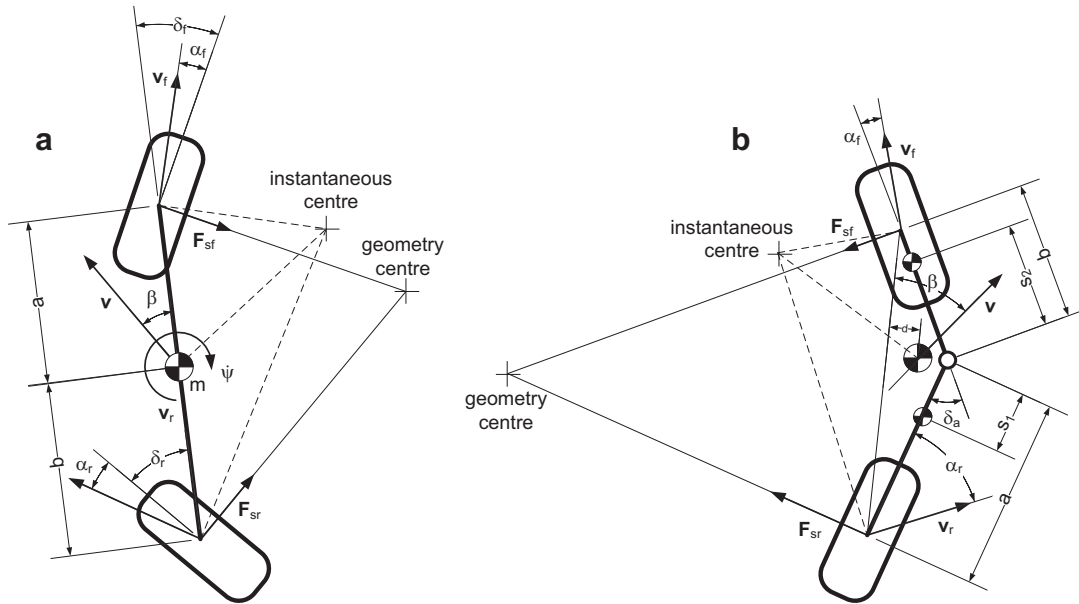 a
δf
αf
vf
instantaneous
centre
geometry
centre
Fsf
a
v
β
ψ̇
m
vr
b
αr
δr
Fsr
b
αf
vf
instantaneous
centre
Fsf
β
v
d
s2
b
geometry
centre
δa
s1
αr
a
Fsr
vr